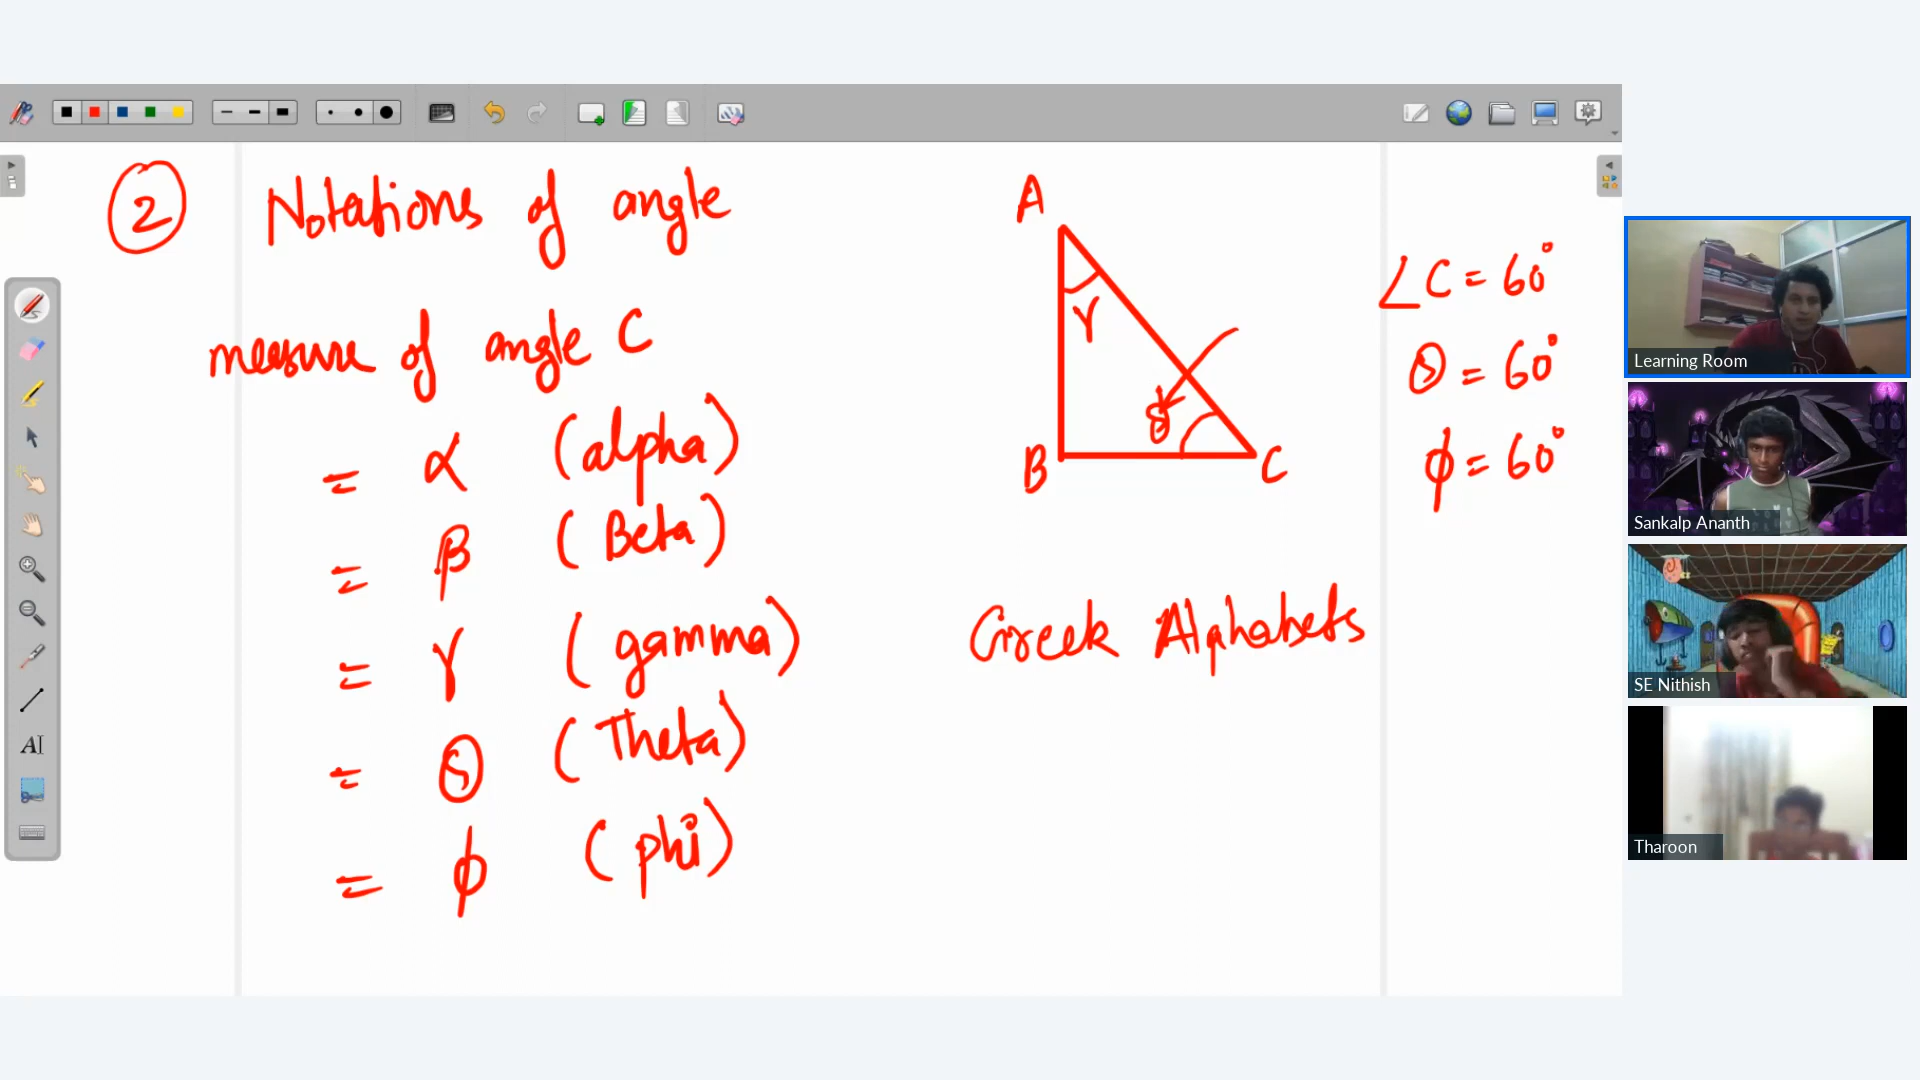 2 Notations of angle
measure of angle C
= α (alpha)
= β (Beta)
= γ (gamma)
= θ (Theta)
= ϕ (phi)
A
γ
θ
B
C
Greek Alphabets
∠C = 60°
θ = 60°
ϕ = 60°
AI
Learning Room
Sankalp Ananth
SE Nithish
Tharoon